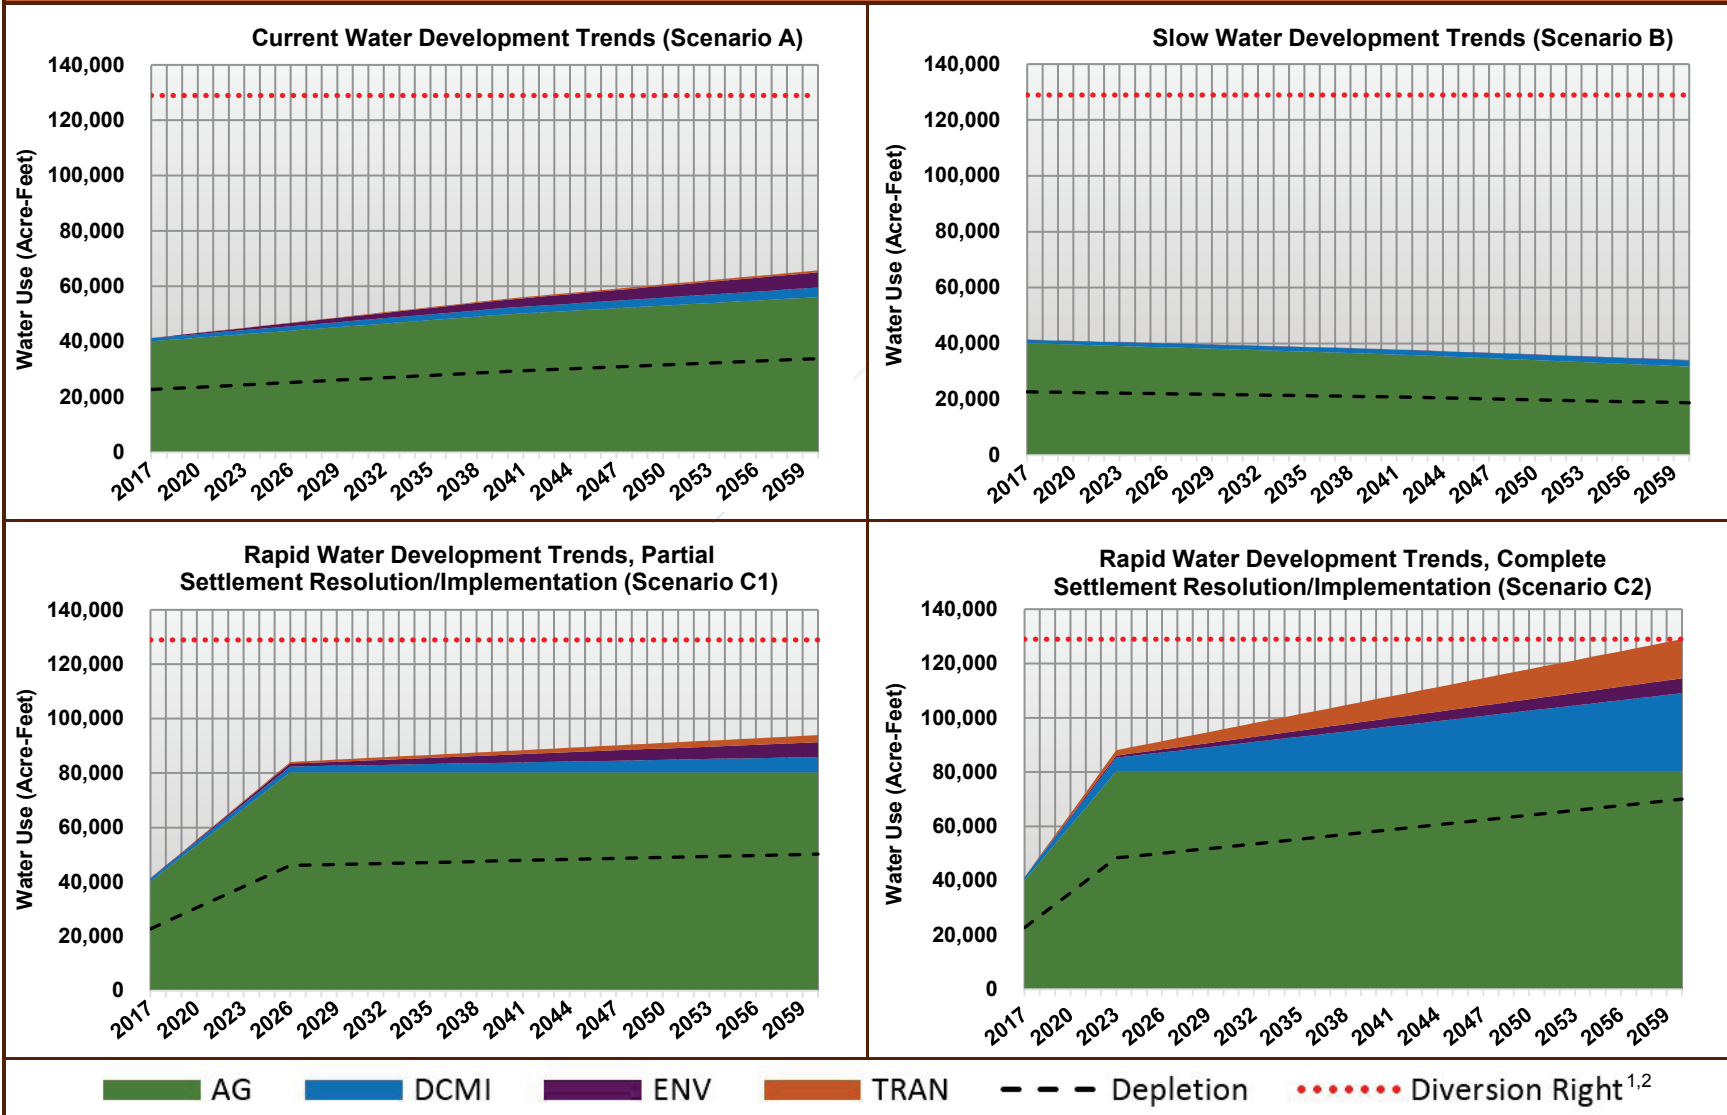 Current Water Development Trends (Scenario A)
Water Use (Acre-Feet)
140,000
120,000
100,000
80,000
60,000
40,000
20,000
0
2017 2020 2023 2026 2029 2032 2035 2038 2041 2044 2047 2050 2053 2056 2059
Slow Water Development Trends (Scenario B)
Water Use (Acre-Feet)
140,000
120,000
100,000
80,000
60,000
40,000
20,000
0
2017 2020 2023 2026 2029 2032 2035 2038 2041 2044 2047 2050 2053 2056 2059
Rapid Water Development Trends, Partial
Settlement Resolution/Implementation (Scenario C1)
Water Use (Acre-Feet)
140,000
120,000
100,000
80,000
60,000
40,000
20,000
0
2017 2020 2023 2026 2029 2032 2035 2038 2041 2044 2047 2050 2053 2056 2059
Rapid Water Development Trends, Complete
Settlement Resolution/Implementation (Scenario C2)
Water Use (Acre-Feet)
140,000
120,000
100,000
80,000
60,000
40,000
20,000
0
2017 2020 2023 2026 2029 2032 2035 2038 2041 2044 2047 2050 2053 2056 2059
AG DCMI ENV TRAN Depletion Diversion Right1,2